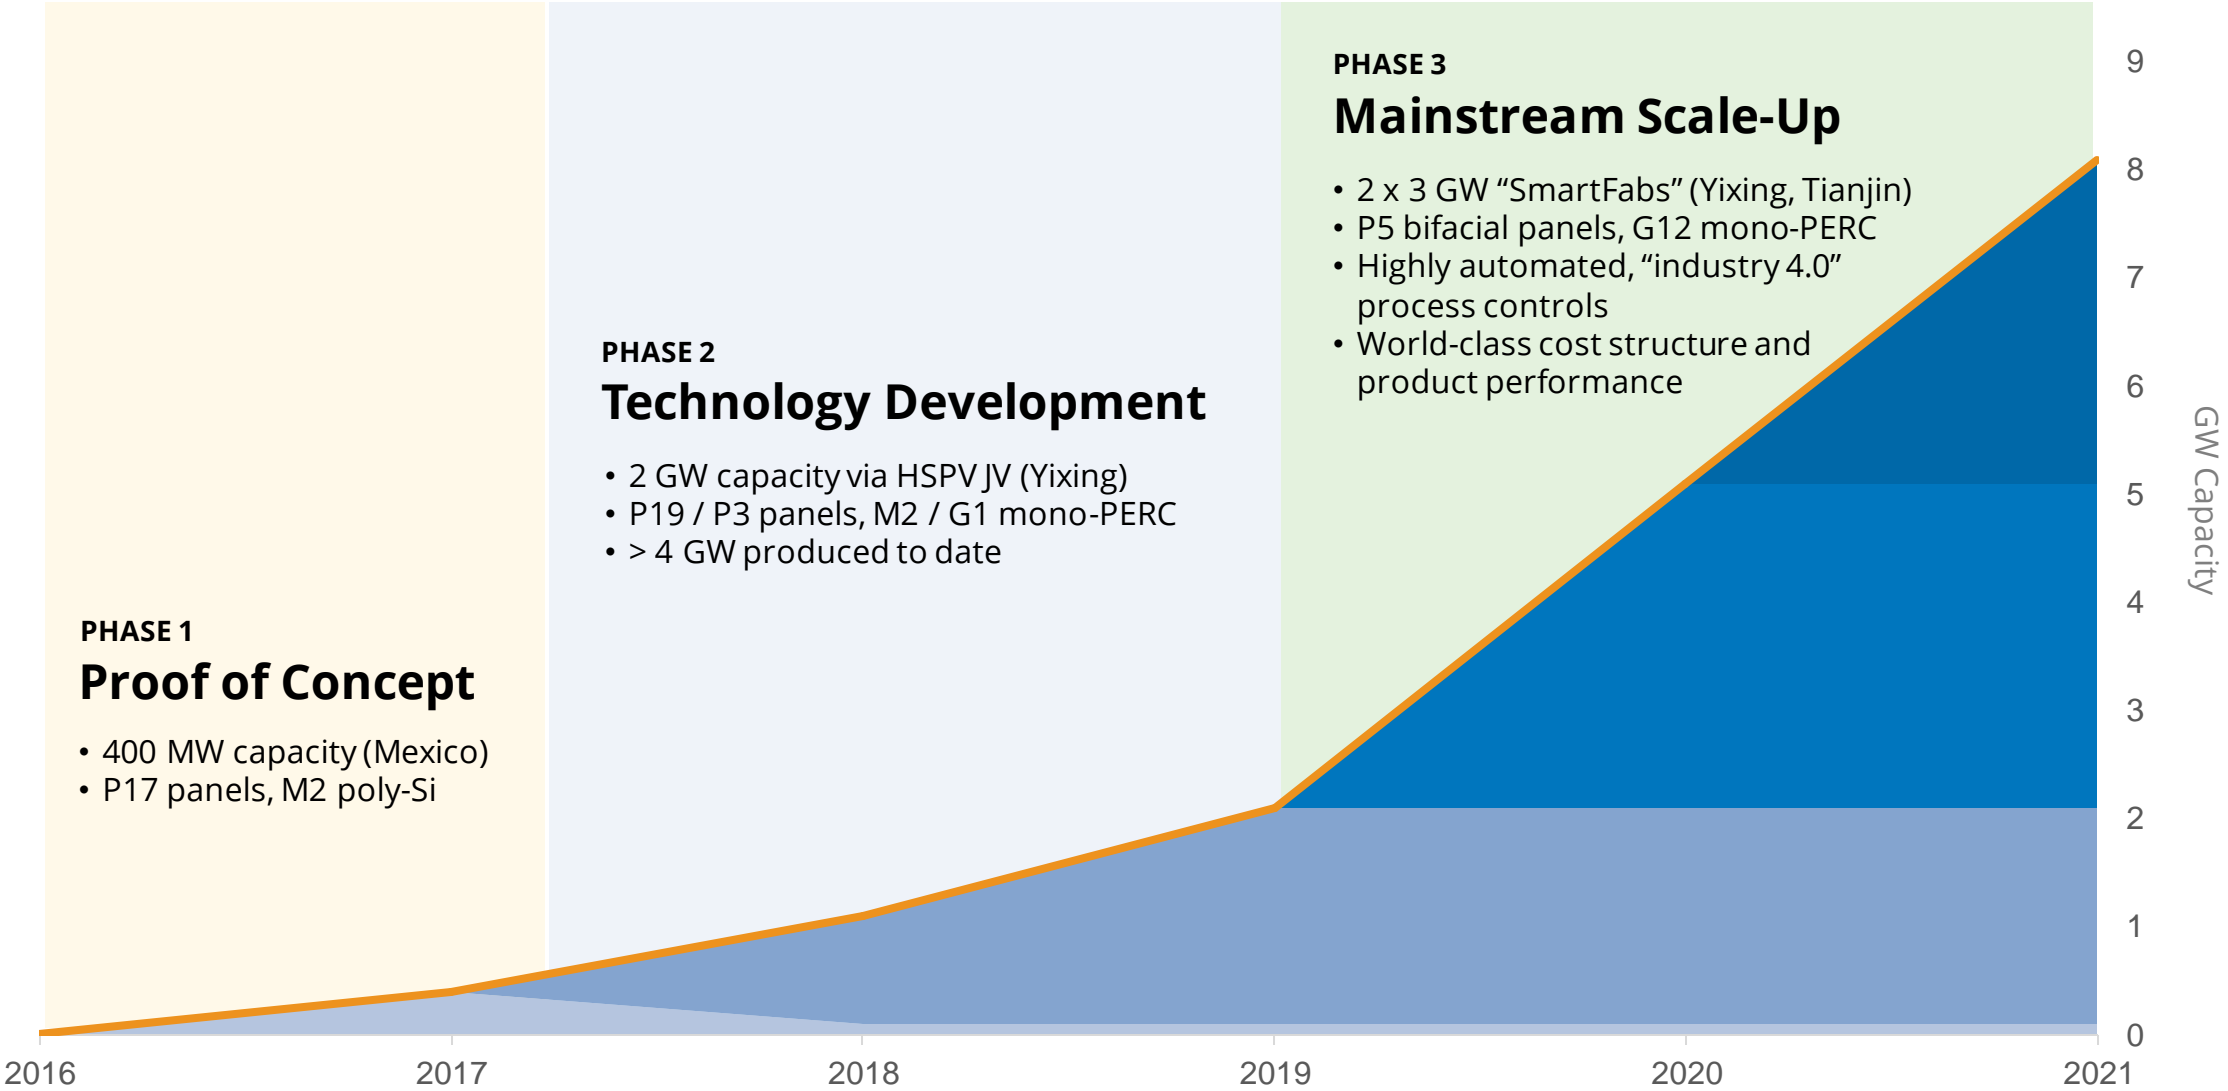 PHASE 1
Proof of Concept
• 400 MW capacity (Mexico)
• P17 panels, M2 poly-Si
PHASE 2
Technology Development
• 2 GW capacity via HSPV JV (Yixing)
• P19 / P3 panels, M2 / G1 mono-PERC
• > 4 GW produced to date
PHASE 3
Mainstream Scale-Up
• 2 x 3 GW “SmartFabs” (Yixing, Tianjin)
• P5 bifacial panels, G12 mono-PERC
• Highly automated, “industry 4.0”
process controls
• World-class cost structure and
product performance
9
8
7
6
5
4
3
2
1
0
GW Capacity
2016 2017 2018 2019 2020 2021